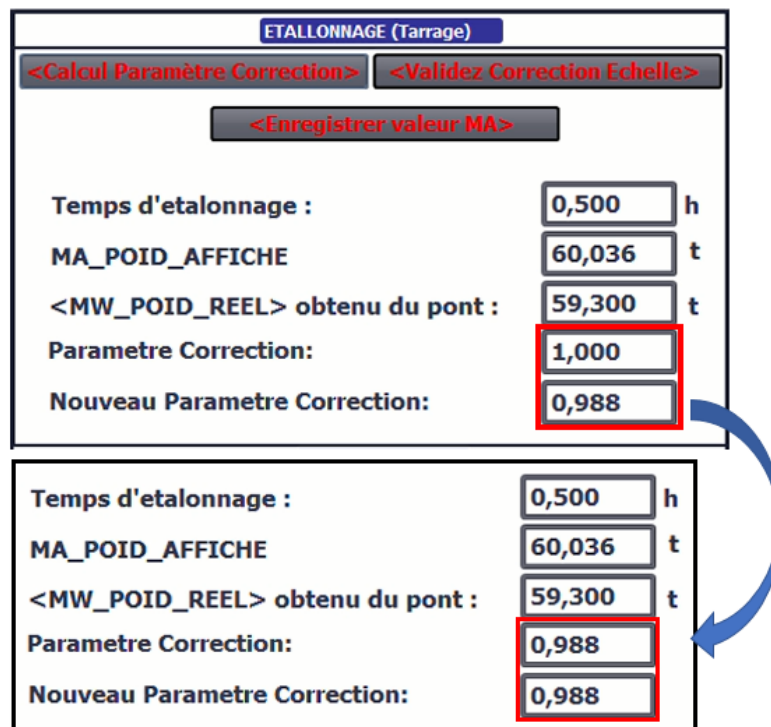 ETALLONNAGE (Tarrage)
<Calcul Paramètre Correction> <Validez Correction Echelle>
<Enregistrer valeur MA>
Temps d'etalonnage : 0,500 h
MA_POID_AFFICHE 60,036 t
<MW_POID_REEL> obtenu du pont : 59,300 t
Parametre Correction: 1,000
Nouveau Parametre Correction: 0,988
Temps d'etalonnage : 0,500 h
MA_POID_AFFICHE 60,036 t
<MW_POID_REEL> obtenu du pont : 59,300 t
Parametre Correction: 0,988
Nouveau Parametre Correction: 0,988